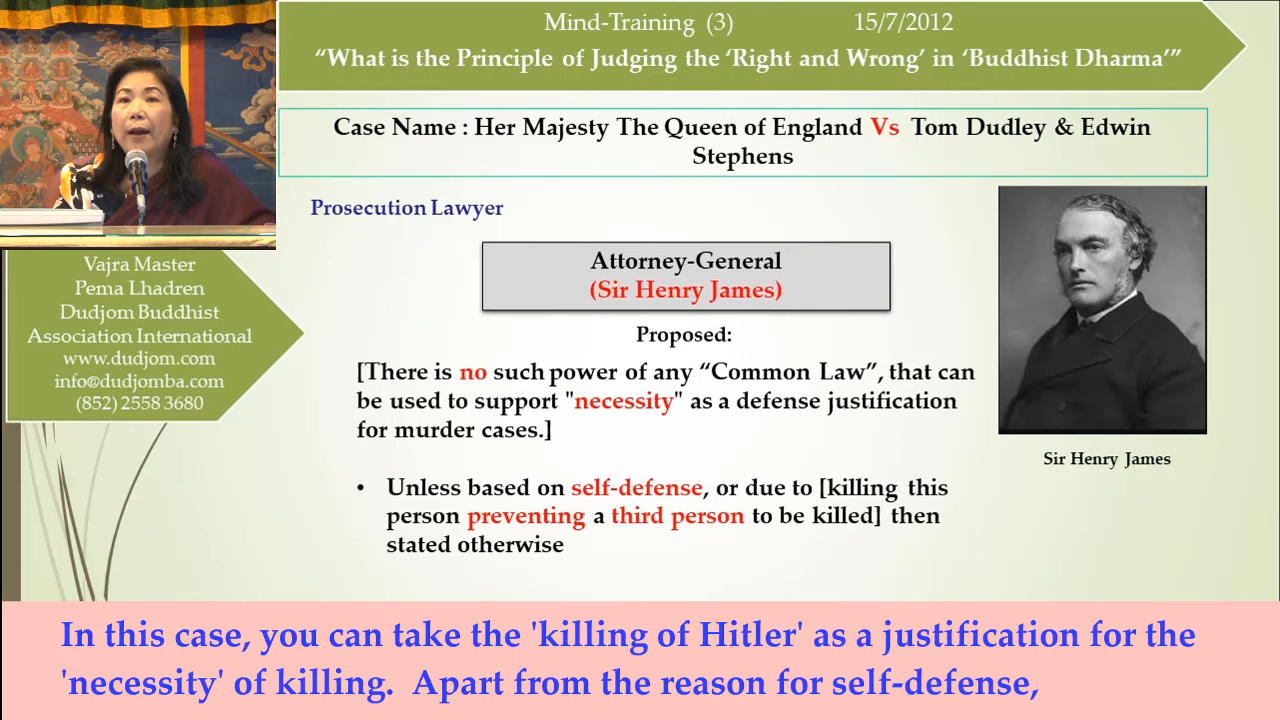 Mind-Training (3) 15/7/2012
“What is the Principle of Judging the ‘Right and Wrong’ in ‘Buddhist Dharma’”
Case Name : Her Majesty The Queen of England Vs Tom Dudley & Edwin
Stephens
Prosecution Lawyer
Attorney-General
(Sir Henry James)
Proposed:
[There is no such power of any “Common Law”, that can
be used to support "necessity" as a defense justification
for murder cases.]
• Unless based on self-defense, or due to [killing this
person preventing a third person to be killed] then
stated otherwise
Sir Henry James
Vajra Master
Pema Lhadren
Dudjom Buddhist
Association International
www.dudjom.com
info@dudjomba.com
(852) 2558 3680
In this case, you can take the 'killing of Hitler' as a justification for the
'necessity' of killing. Apart from the reason for self-defense,